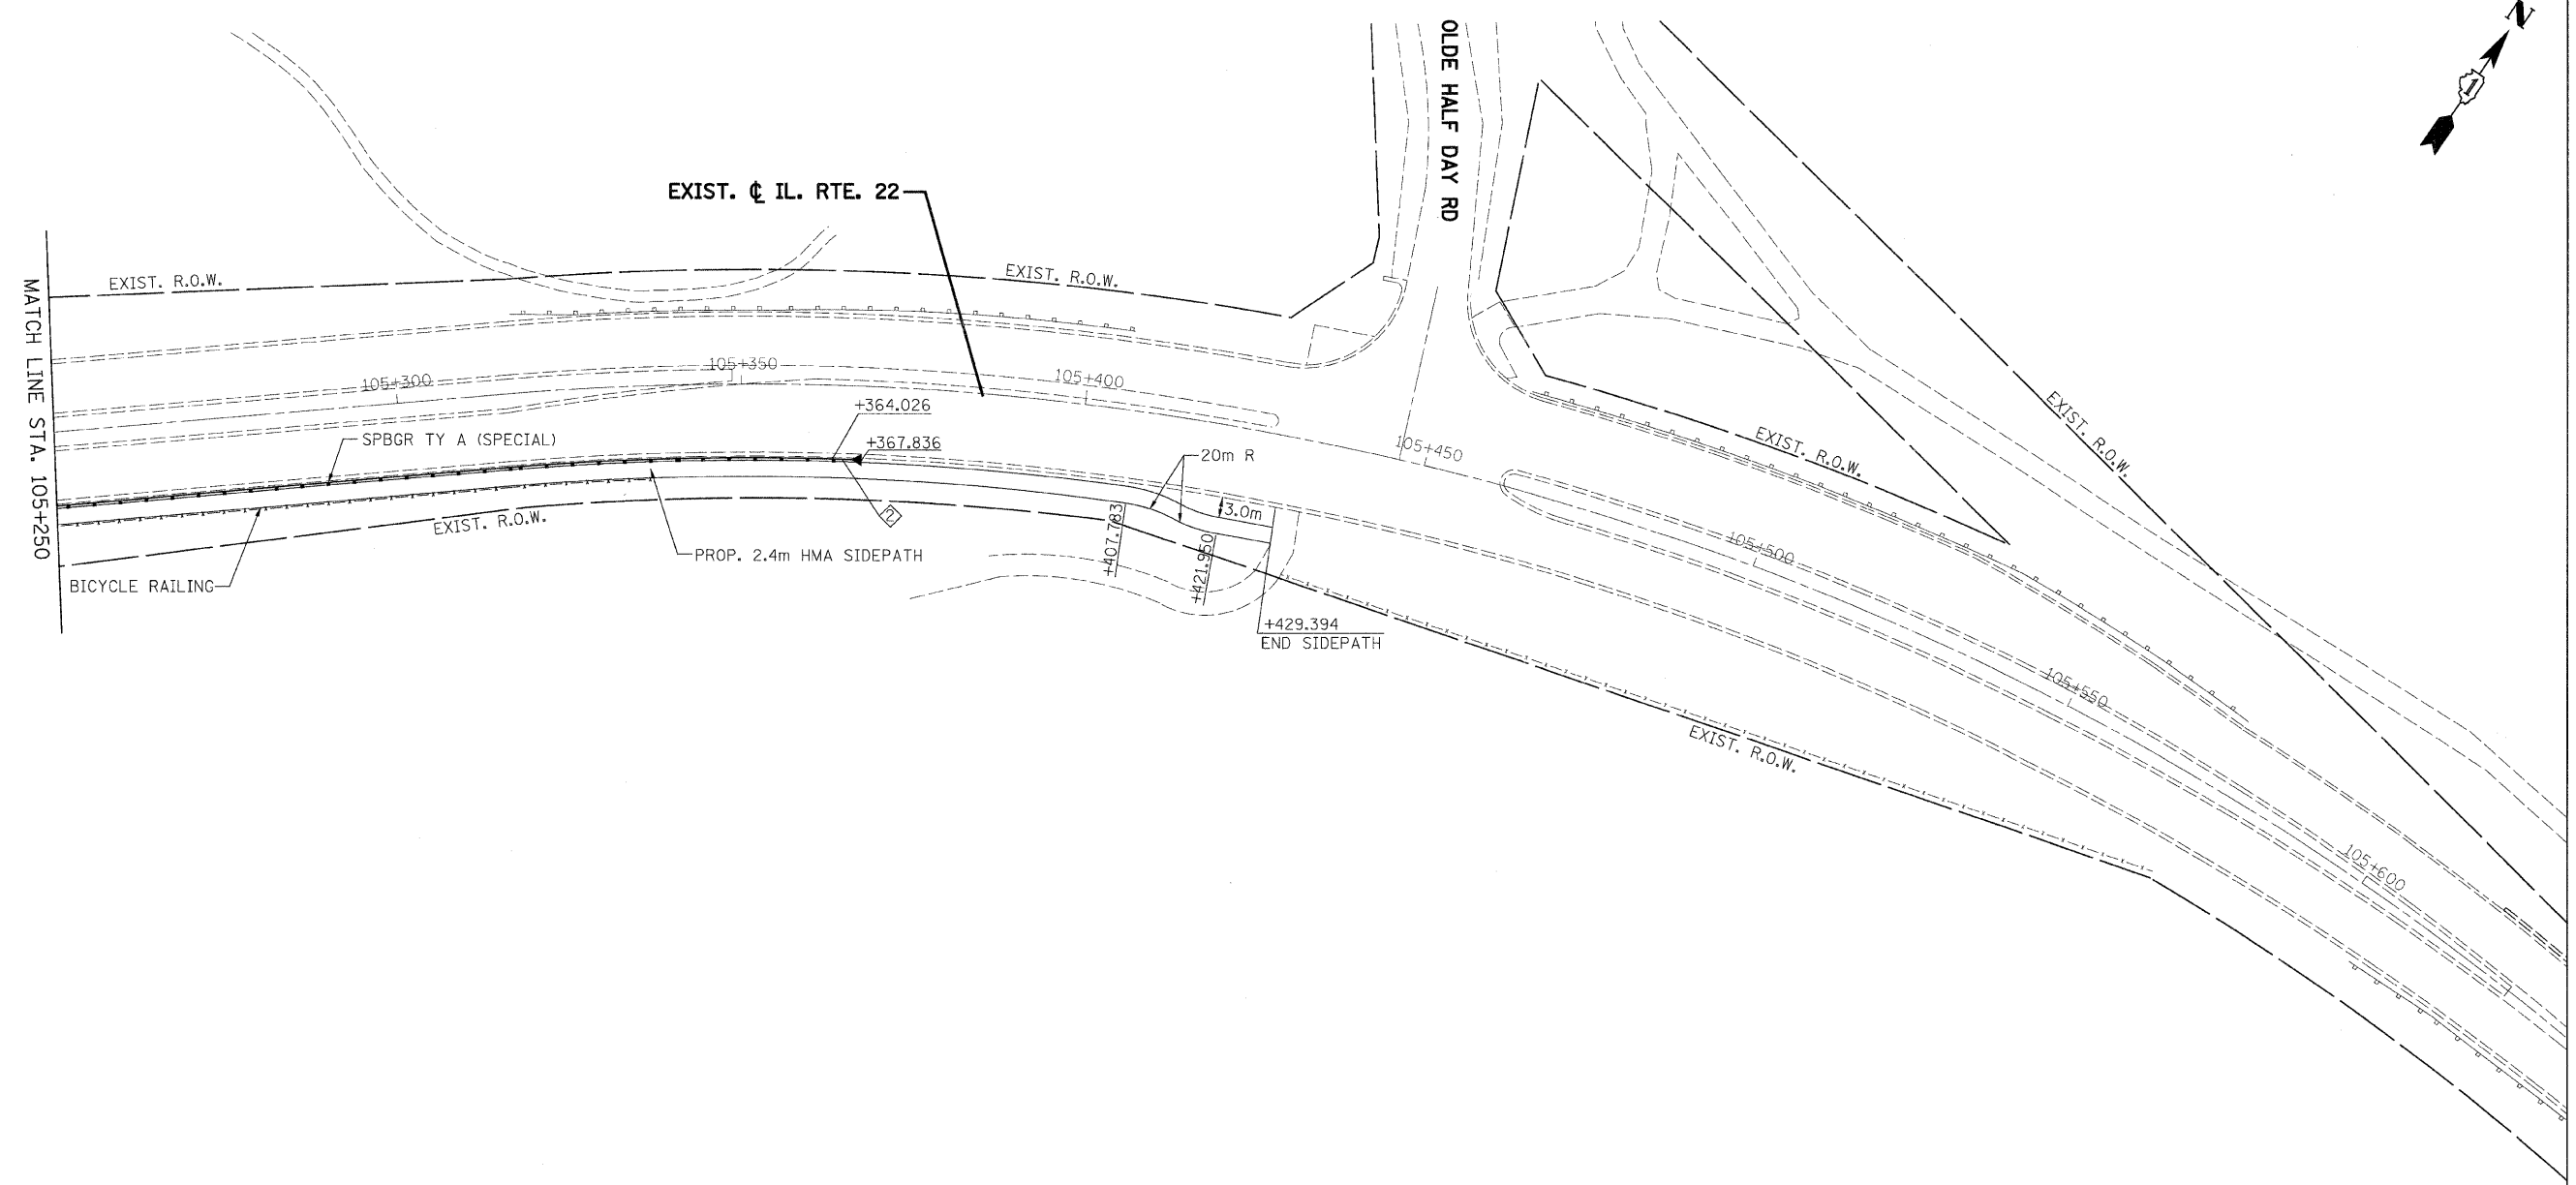 OLDE HALF DAY RD
N
1
EXIST. ℄ IL. RTE. 22
EXIST. R.O.W.
EXIST. R.O.W.
MATCH LINE STA. 105+250
105+300
105+350
105+400
+364.026
+367.836
SPBGR TY A (SPECIAL)
105+450
20m R
EXIST. R.O.W.
EXIST. R.O.W.
2
3.0m
EXIST. R.O.W.
+407.783
PROP. 2.4m HMA SIDEPATH
+421.950
BICYCLE RAILING
105+500
+429.394
END SIDEPATH
105+550
EXIST. R.O.W.
105+600